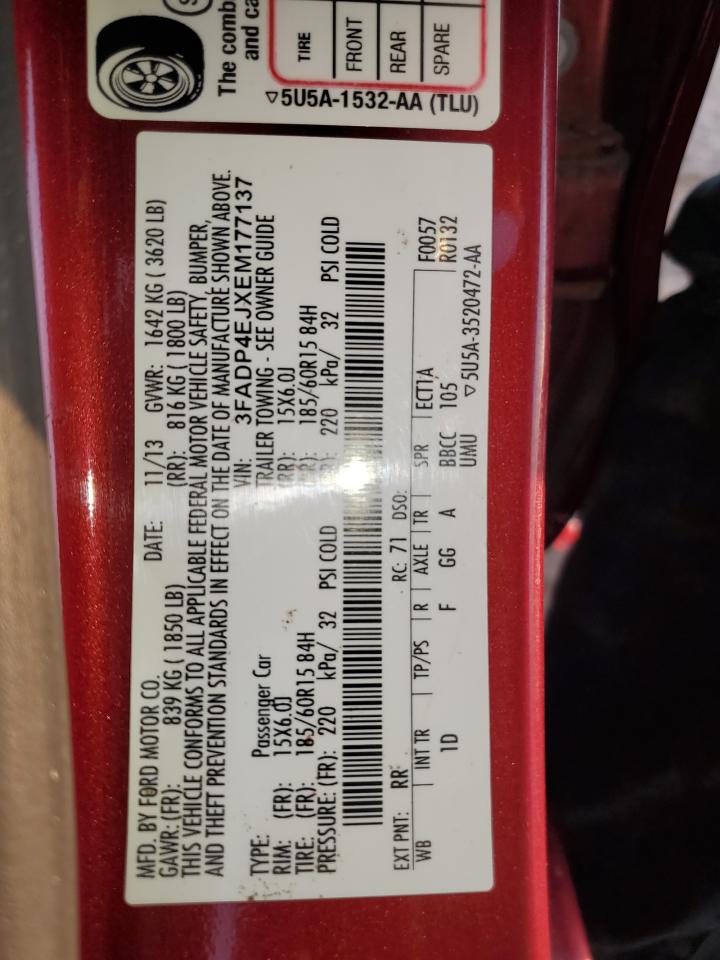 The comb
and ca
TIRE
FRONT
REAR
SPARE
▽5U5A-1532-AA (TLU)
MFD. BY FORD MOTOR CO. DATE: 11/13 GVWR: 1642 KG ( 3620 LB)
GAWR: (FR): 839 KG ( 1850 LB) (RR): 816 KG ( 1800 LB)
THIS VEHICLE CONFORMS TO ALL APPLICABLE FEDERAL MOTOR VEHICLE SAFETY, BUMPER,
AND THEFT PREVENTION STANDARDS IN EFFECT ON THE DATE OF MANUFACTURE SHOWN ABOVE.
VIN: 3FADP4EJXEM177137
TYPE: Passenger Car TRAILER TOWING - SEE OWNER GUIDE
RIM: (FR): 15X6.0J (RR): 15X6.0J
TIRE: (FR): 185/60R15 84H (RR): 185/60R15 84H
PRESSURE: (FR): 220 kPa/ 32 PSI COLD 220 kPa/ 32 PSI COLD
EXT PNT: RR RC: 71 DSO: F0057
WB INT TR TP/PS R AXLE TR SPR ECT1A R0132
1D F GG A BBCC 105
UMU ▽5U5A-3520472-AA